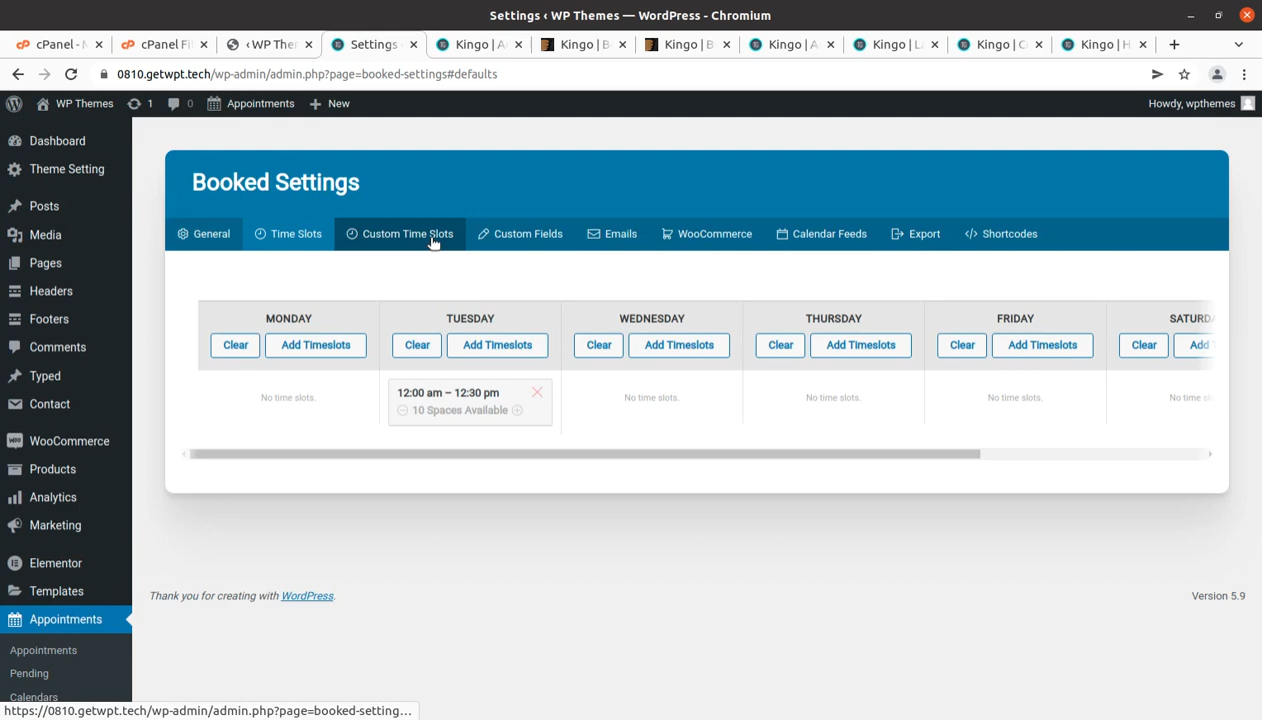 Settings ‹ WP Themes — WordPress - Chromium
cPanel - M
cPanel Fi
‹ WP Ther
Settings
Kingo | A
Kingo | B
Kingo | B
Kingo | A
Kingo | L
Kingo | C
Kingo | H
0810.getwpt.tech/wp-admin/admin.php?page=booked-settings#defaults
WP Themes 1 0 Appointments New
Howdy, wpthemes
Dashboard
Theme Setting
Posts
Media
Pages
Headers
Footers
Comments
Typed
Contact
WooCommerce
Products
Analytics
Marketing
Elementor
Templates
Appointments
Appointments
Pending
Calendars
Booked Settings
General Time Slots Custom Time Slots Custom Fields Emails WooCommerce Calendar Feeds Export Shortcodes
MONDAY TUESDAY WEDNESDAY THURSDAY FRIDAY SATURDA
Clear Add Timeslots Clear Add Timeslots Clear Add Timeslots Clear Add Timeslots Clear Add Timeslots Clear Add
No time slots. 12:00 am – 12:30 pm No time slots. No time slots. No time slots. No time sl
10 Spaces Available
Thank you for creating with WordPress.
Version 5.9
https://0810.getwpt.tech/wp-admin/admin.php?page=booked-setting...